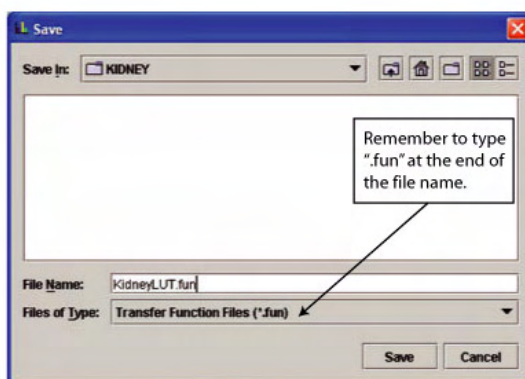 Save
Save In: KIDNEY
Remember to type
".fun" at the end of
the file name.
File Name: KidneyLUT.fun
Files of Type: Transfer Function Files (*.fun)
Save Cancel